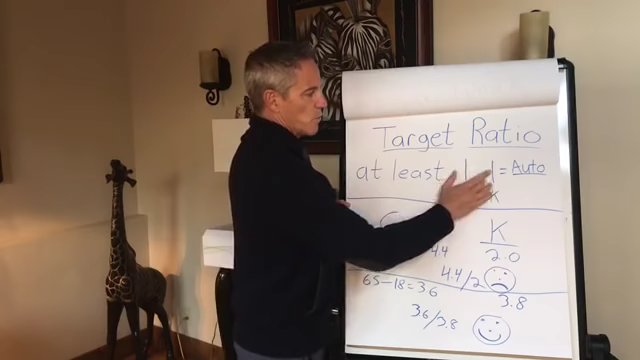 Target Ratio
at least = Auto
K
K
4.4 2.0
4.4/2
65-18=3.6 3.8
36/3.8